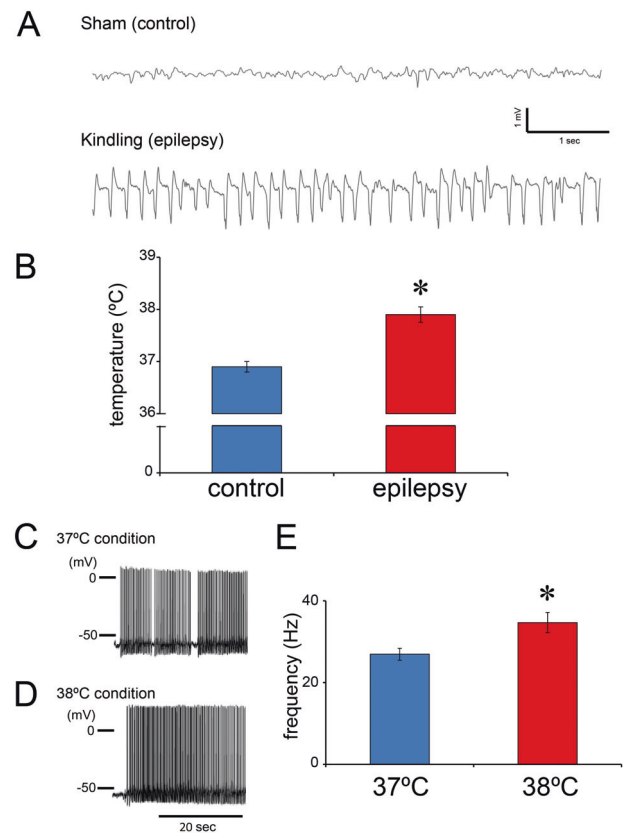 A
Sham (control)
1 mV
1 sec
Kindling (epilepsy)
B
temperature (ºC)
39
38
37
36
0
*
control
epilepsy
C
37ºC condition
(mV)
0
-50
D
38ºC condition
(mV)
0
-50
20 sec
E
frequency (Hz)
40
20
0
*
37ºC
38ºC